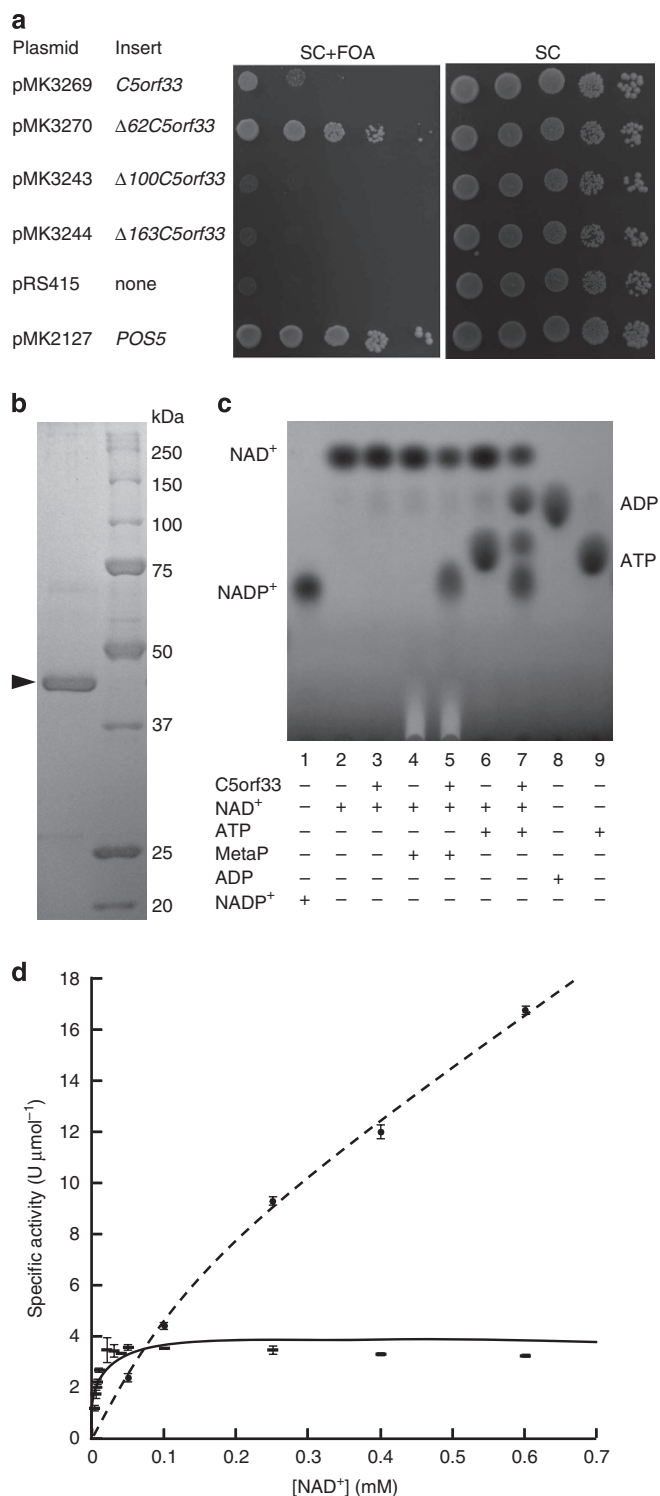 a
Plasmid Insert SC+FOA SC
pMK3269 C5orf33
pMK3270 Δ62C5orf33
pMK3243 Δ100C5orf33
pMK3244 Δ163C5orf33
pRS415 none
pMK2127 POS5
b
kDa
250
150
100
75
50
37
25
20
c
NAD⁺
ADP
ATP
NADP⁺
1 2 3 4 5 6 7 8 9
C5orf33 – – + – + – + – –
NAD⁺ – + + + + + + – –
ATP – – – – – + + – +
MetaP – – – + + – – – –
ADP – – – – – – – + –
NADP⁺ + – – – – – – – –
d
Specific activity (U μmol⁻¹)
18
16
14
12
10
8
6
4
2
0
0 0.1 0.2 0.3 0.4 0.5 0.6 0.7
[NAD⁺] (mM)